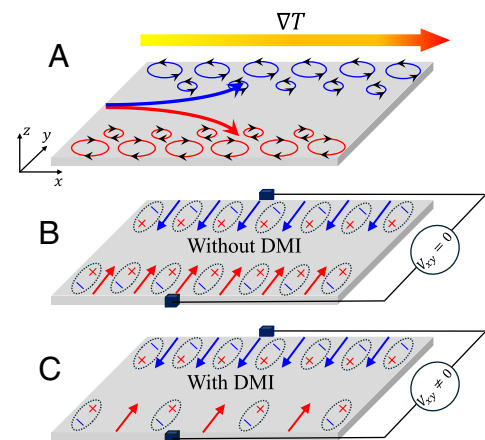 ∇T
A
z
y
x
B
+ − + − + − + − + − + − + −
Without DMI
V_xy = 0
C
With DMI
V_xy ≠ 0